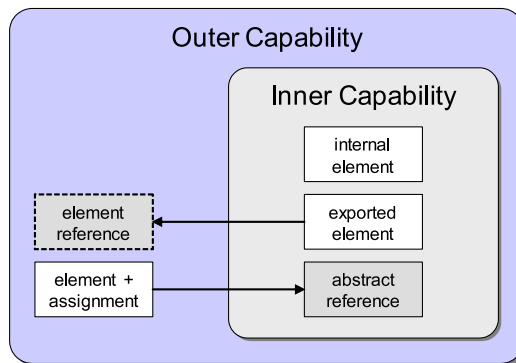 Outer Capability
Inner Capability
internal
element
element
reference
exported
element
element +
assignment
abstract
reference